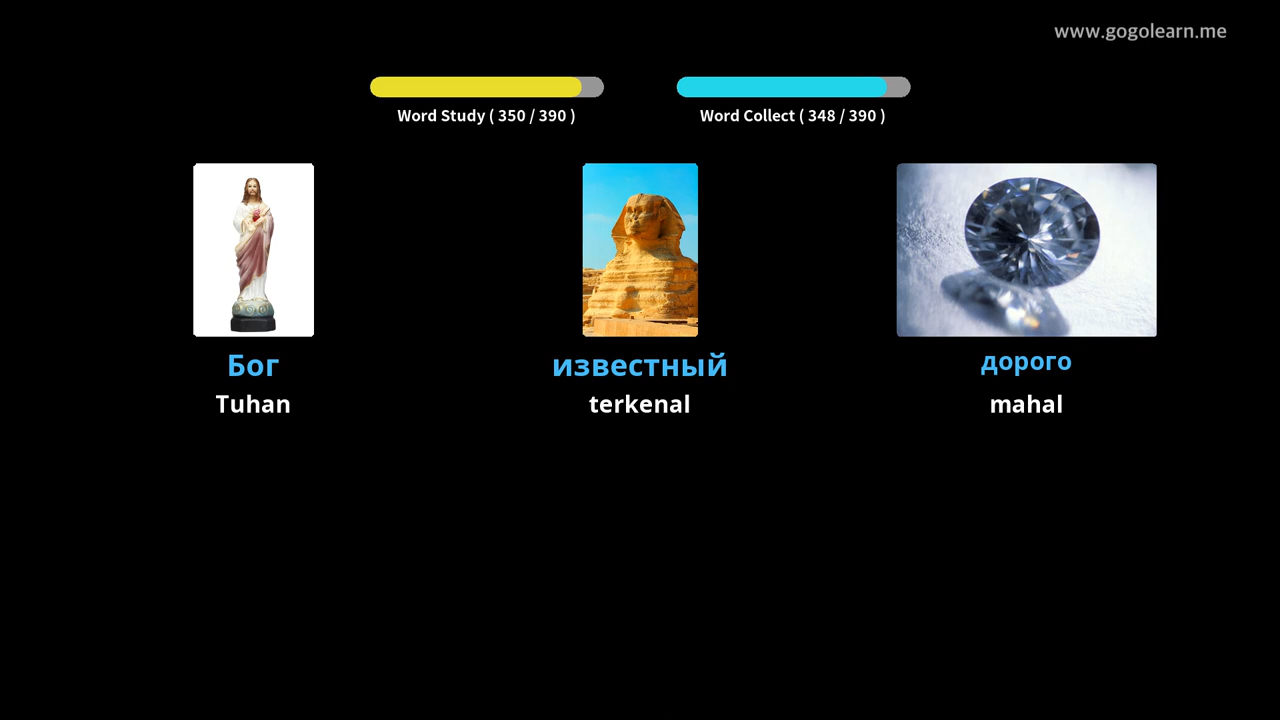 www.gogolearn.me
Word Study ( 350 / 390 )
Word Collect ( 348 / 390 )
Бог
известный
дорого
Tuhan
terkenal
mahal